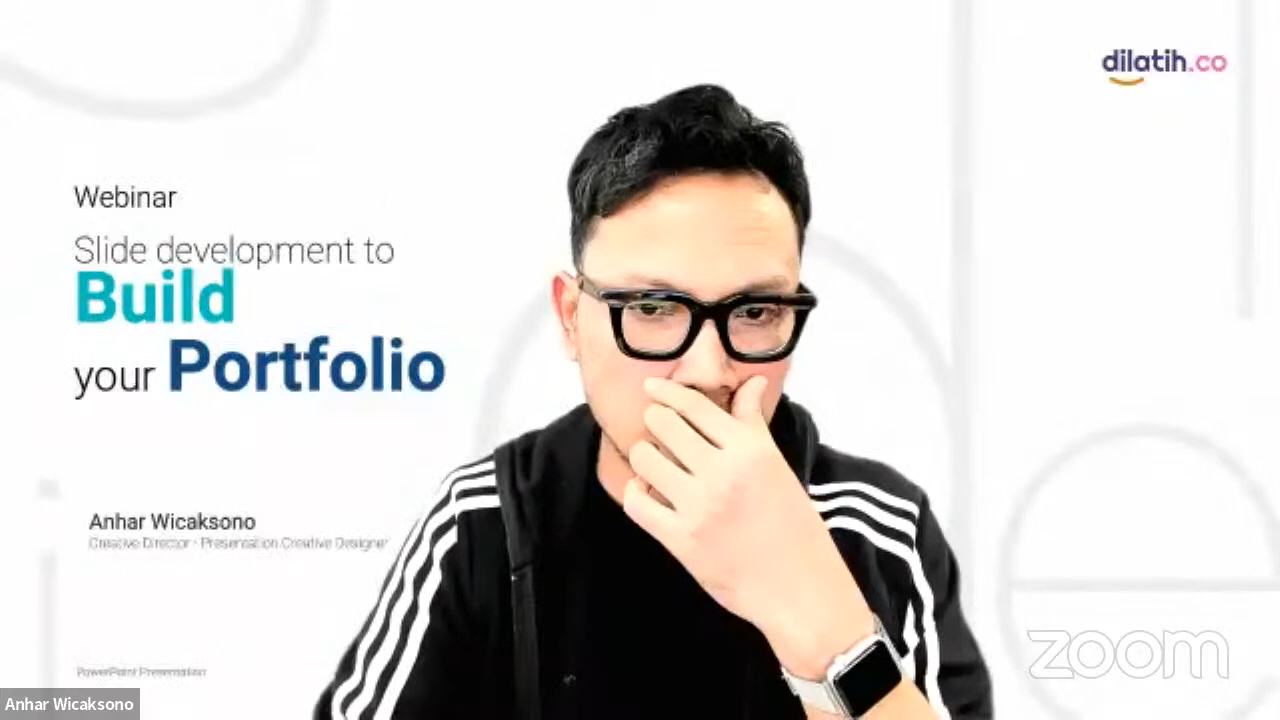 dilatih.co
Webinar
Slide development to
Build
your Portfolio
Anhar Wicaksono
Creative Director - Presentation Creative Designer
PowerPoint Presentation
zoom
Anhar Wicaksono